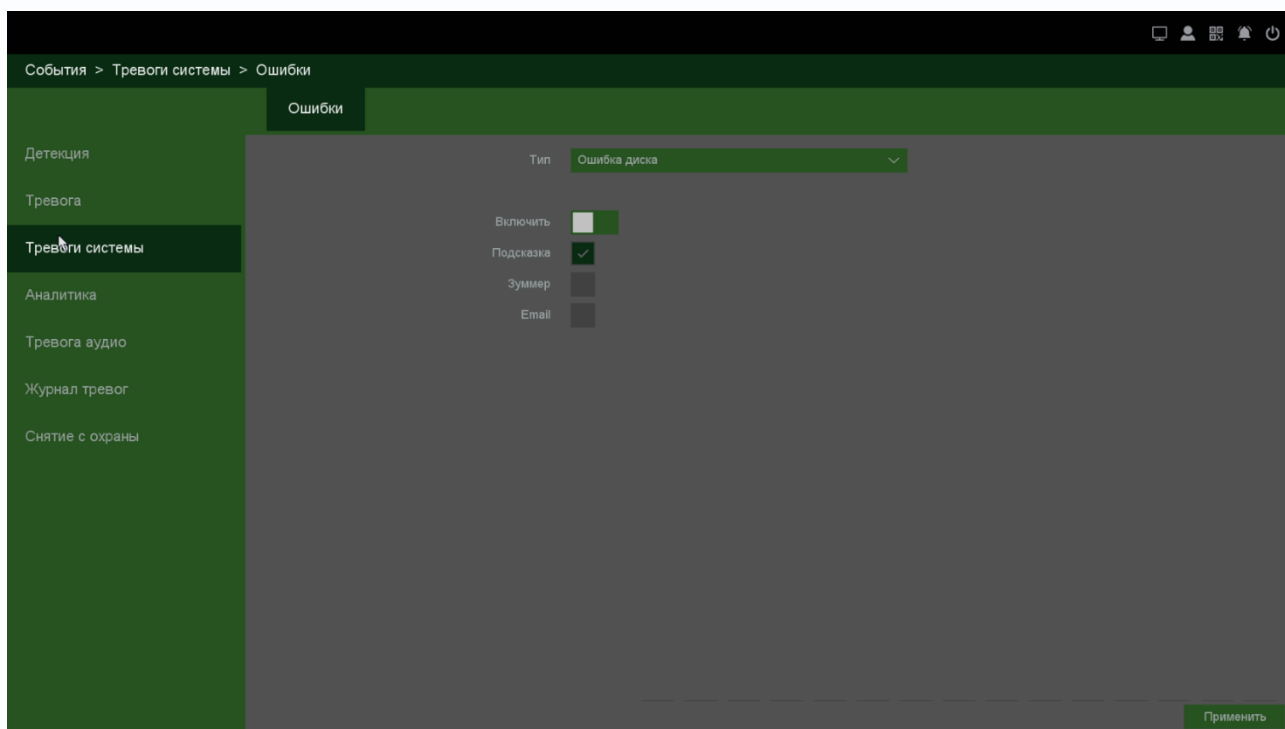 События > Тревоги системы > Ошибки
Ошибки
Детекция
Тревога
Тревоги системы
Аналитика
Тревога аудио
Журнал тревог
Снятие с охраны
Тип Ошибка диска
Включить
Подсказка
Зуммер
Email
Применить